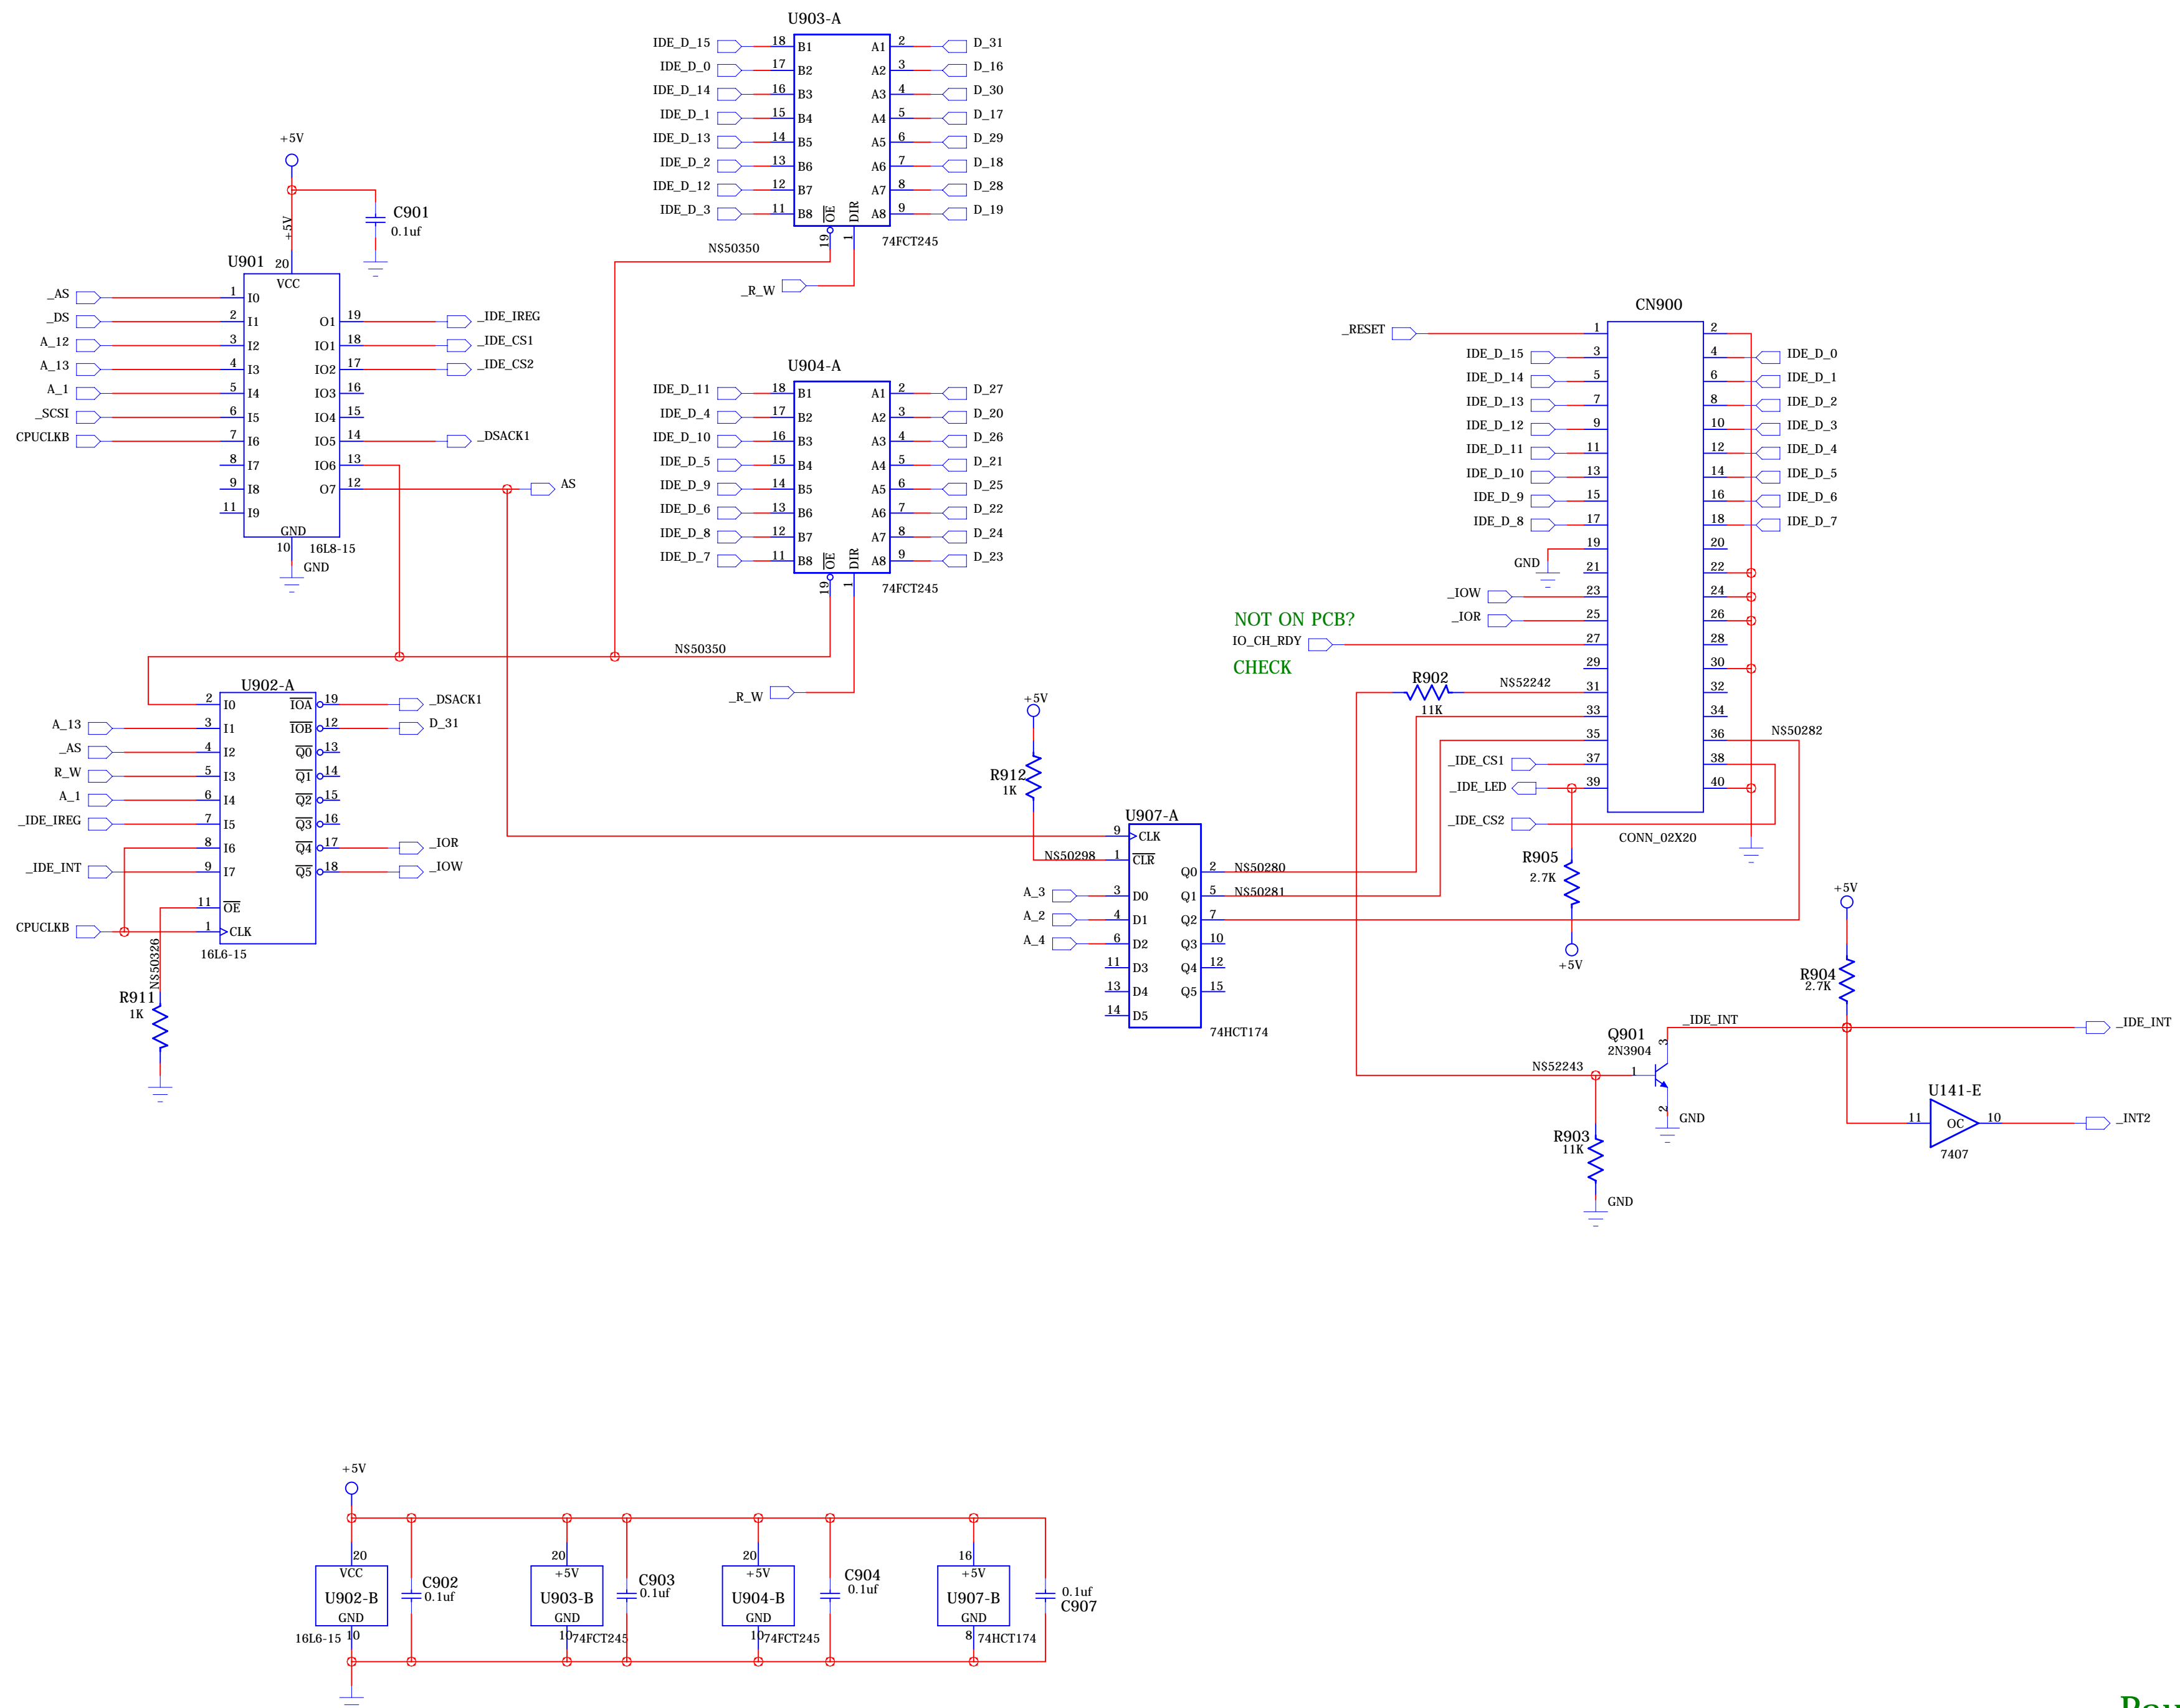 U903-A
IDE_D_15 18 B1 A1 2 D_31
IDE_D_0 17 B2 A2 3 D_16
IDE_D_14 16 B3 A3 4 D_30
IDE_D_1 15 B4 A4 5 D_17
IDE_D_13 14 B5 A5 6 D_29
IDE_D_2 13 B6 A6 7 D_18
IDE_D_12 12 B7 A7 8 D_28
IDE_D_3 11 B8 A8 9 D_19
OE DIR
19 1
74FCT245
N$50350
_R_W
+5V
+5V
C901
0.1uf
U901
20
VCC
_AS 1 I0
_DS 2 I1 O1 19 _IDE_IREG
A_12 3 I2 IO1 18 _IDE_CS1
A_13 4 I3 IO2 17 _IDE_CS2
A_1 5 I4 IO3 16
_SCSI 6 I5 IO4 15
CPUCLKB 7 I6 IO5 14 _DSACK1
8 I7 IO6 13
9 I8 O7 12 AS
11 I9
GND
10 16L8-15
GND
U904-A
IDE_D_11 18 B1 A1 2 D_27
IDE_D_4 17 B2 A2 3 D_20
IDE_D_10 16 B3 A3 4 D_26
IDE_D_5 15 B4 A4 5 D_21
IDE_D_9 14 B5 A5 6 D_25
IDE_D_6 13 B6 A6 7 D_22
IDE_D_8 12 B7 A7 8 D_24
IDE_D_7 11 B8 A8 9 D_23
OE DIR
19 1
74FCT245
N$50350
_R_W
CN900
_RESET 1 2
IDE_D_15 3 4 IDE_D_0
IDE_D_14 5 6 IDE_D_1
IDE_D_13 7 8 IDE_D_2
IDE_D_12 9 10 IDE_D_3
IDE_D_11 11 12 IDE_D_4
IDE_D_10 13 14 IDE_D_5
IDE_D_9 15 16 IDE_D_6
IDE_D_8 17 18 IDE_D_7
19 20
GND 21 22
_IOW 23 24
_IOR 25 26
NOT ON PCB?
IO_CH_RDY 27 28
CHECK 29 30
R902 N$52242 31 32
11K
33 34
35 36 N$50282
_IDE_CS1 37 38
_IDE_LED 39 40
_IDE_CS2
CONN_02X20
U902-A
2 I0 IOA 19 _DSACK1
A_13 3 I1 IOB 12 D_31
_AS 4 I2 Q0 13
R_W 5 I3 Q1 14
A_1 6 I4 Q2 15
_IDE_IREG 7 I5 Q3 16
8 I6 Q4 17 _IOR
_IDE_INT 9 I7 Q5 18 _IOW
11 OE
CPUCLKB 1 CLK
16L6-15
N$50326
R911
1K
+5V
R912
1K
U907-A
9 CLK
N$50298 1 CLR
Q0 2 N$50280
A_3 3 D0 Q1 5 N$50281
A_2 4 D1 Q2 7
A_4 6 D2 Q3 10
11 D3 Q4 12
13 D4 Q5 15
14 D5
74HCT174
R905
2.7K
+5V
+5V
R904
2.7K
Q901
2N3904
_IDE_INT
3
_IDE_INT
N$52243 1
2 GND
R903
11K
GND
U141-E
11 OC 10 _INT2
7407
+5V
20 20 20 16
VCC +5V +5V +5V
U902-B C902 0.1uf U903-B C903 0.1uf U904-B C904 0.1uf U907-B 0.1uf C907
GND GND GND GND
16L6-15 10 10 74FCT245 10 74FCT245 8 74HCT174